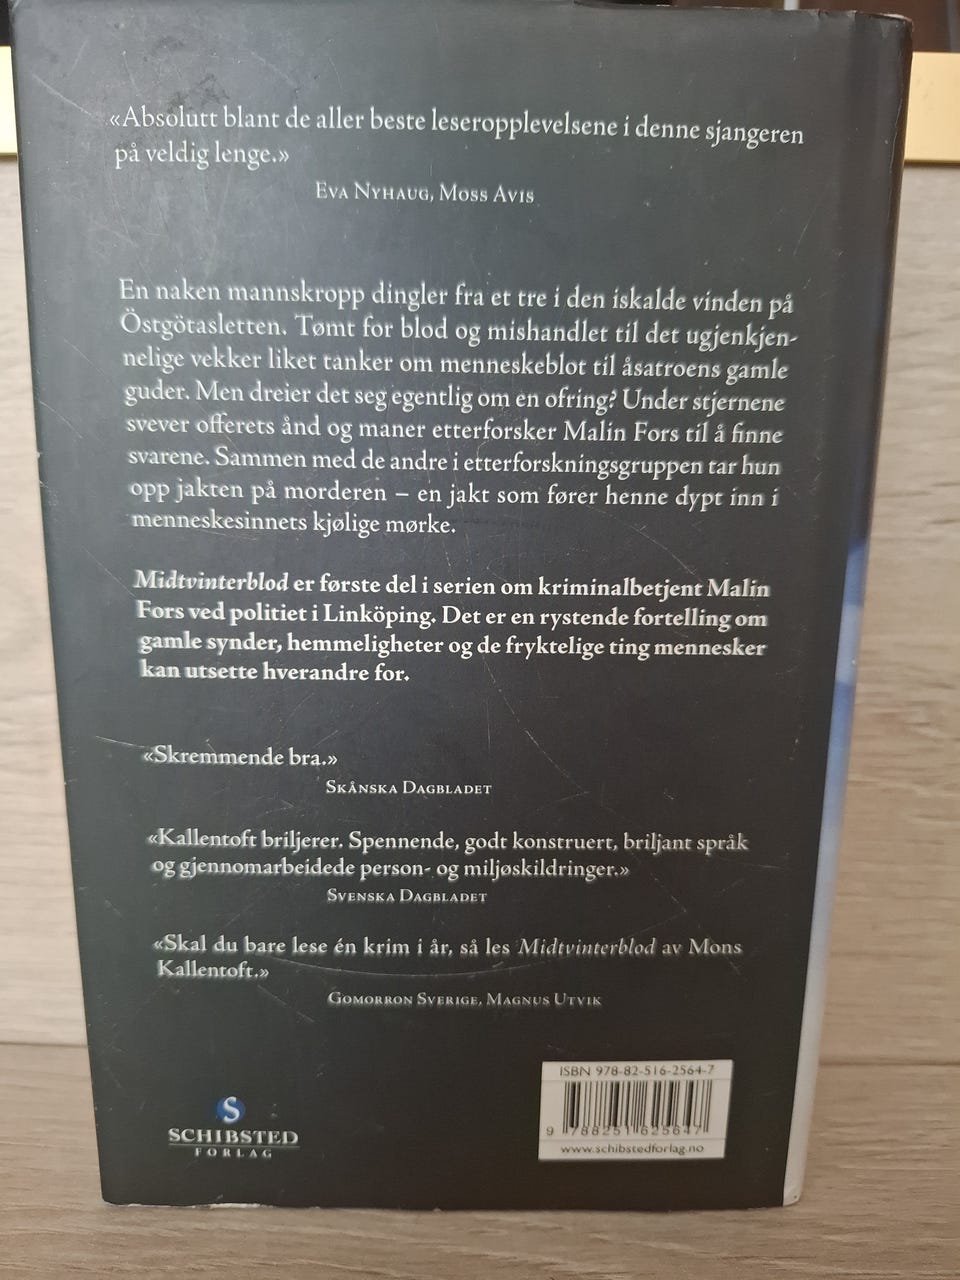 «Absolutt blant de aller beste leseropplevelsene i denne sjangeren
på veldig lenge.»
Eva Nyhaug, Moss Avis
En naken mannskropp dingler fra et tre i den iskalde vinden på
Östgötasletten. Tømt for blod og mishandlet til det ugjenkjen-
nelige vekker liket tanker om menneskeblot til åsatroens gamle
guder. Men dreier det seg egentlig om en ofring? Under stjernene
svever offerets ånd og maner etterforsker Malin Fors til å finne
svarene. Sammen med de andre i etterforskningsgruppen tar hun
opp jakten på morderen – en jakt som fører henne dypt inn i
menneskesinnets kjølige mørke.
Midtvinterblod er første del i serien om kriminalbetjent Malin
Fors ved politiet i Linköping. Det er en rystende fortelling om
gamle synder, hemmeligheter og de fryktelige ting mennesker
kan utsette hverandre for.
«Skremmende bra.»
Skånska Dagbladet
«Kallentoft briljerer. Spennende, godt konstruert, briljant språk
og gjennomarbeidede person- og miljøskildringer.»
Svenska Dagbladet
«Skal du bare lese én krim i år, så les Midtvinterblod av Mons
Kallentoft.»
Gomorron Sverige, Magnus Utvik
S
SCHIBSTED
FORLAG
ISBN 978-82-516-2564-7
9 788251 625647
www.schibstedforlag.no